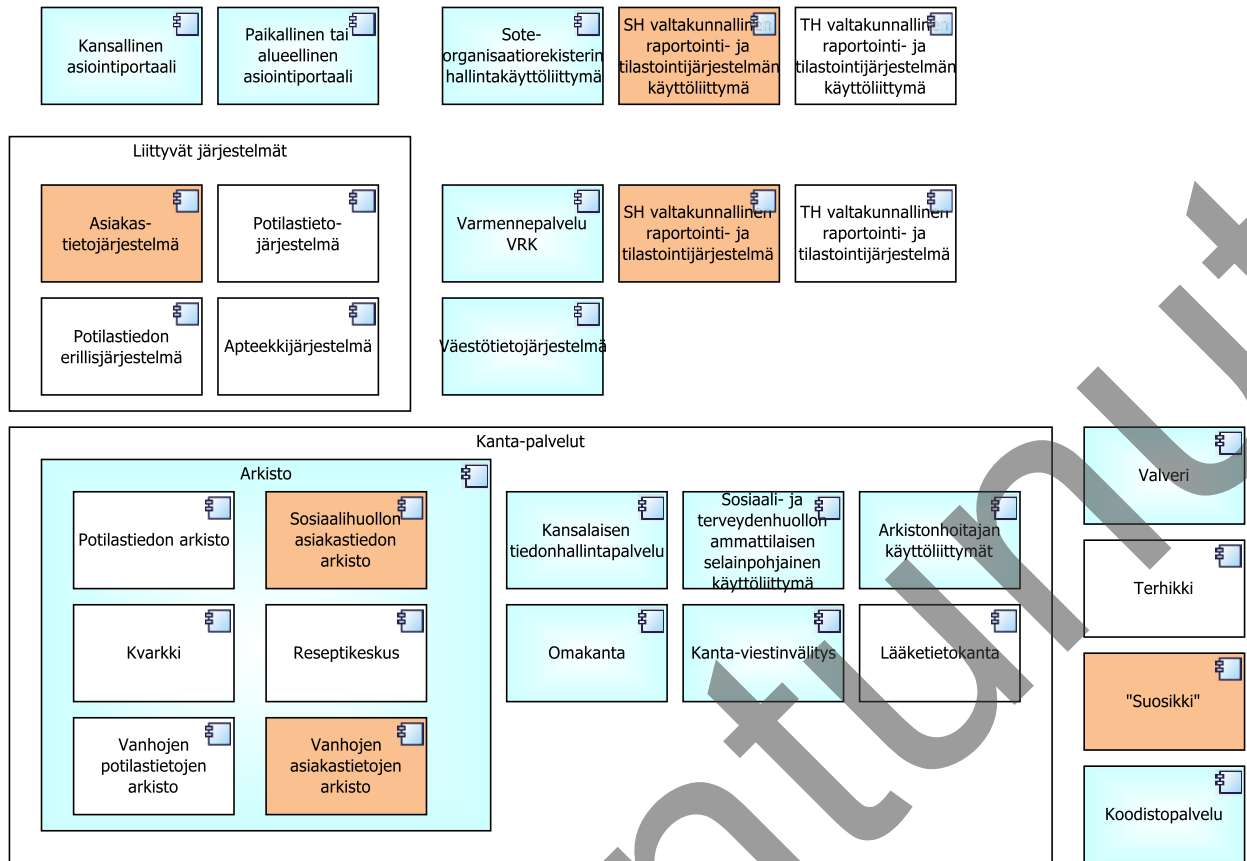 Kansallinen
asiointiportaali
Paikallinen tai
alueellinen
asiointiportaali
Sote-
organisaatiorekisterin
hallintakäyttöliittymä
SH valtakunnallinen
raportointi- ja
tilastointijärjestelmän
käyttöliittymä
TH valtakunnallinen
raportointi- ja
tilastointijärjestelmän
käyttöliittymä
Liittyvät järjestelmät
Asiakas-
tietojärjestelmä
Potilastieto-
järjestelmä
Varmennepalvelu
VRK
SH valtakunnallinen
raportointi- ja
tilastointijärjestelmä
TH valtakunnallinen
raportointi- ja
tilastointijärjestelmä
Potilastiedon
erillisjärjestelmä
Apteekkijärjestelmä
Väestötietojärjestelmä
Kanta-palvelut
Arkisto
Potilastiedon arkisto
Sosiaalihuollon
asiakastiedon
arkisto
Kansalaisen
tiedonhallintapalvelu
Sosiaali- ja
terveydenhuollon
ammattilaisen
selainpohjainen
käyttöliittymä
Arkistonhoitajan
käyttöliittymät
Valveri
Terhikki
Kvarkki
Reseptikeskus
Omakanta
Kanta-viestinvälitys
Lääketietokanta
"Suosikki"
Vanhojen
potilastietojen
arkisto
Vanhojen
asiakastietojen
arkisto
Koodistopalvelu
ntunut